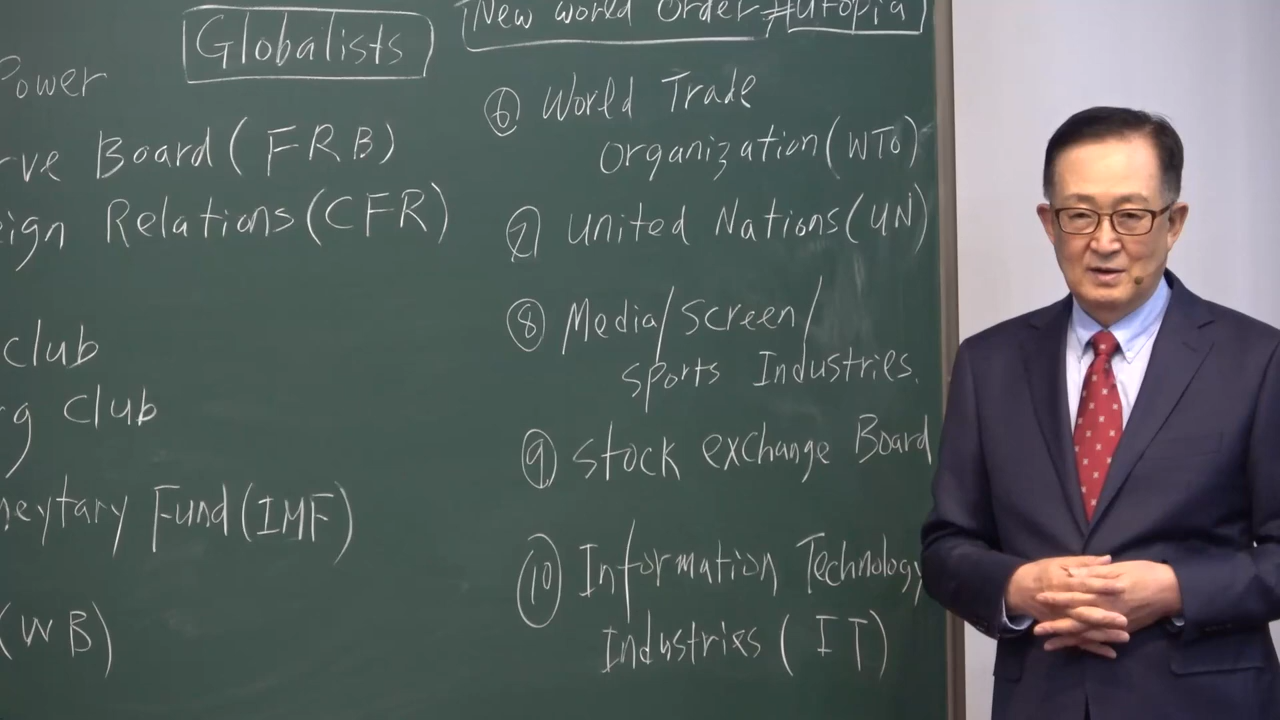 Globalists
Power
rve Board (FRB)
eign Relations (CFR)
club
rg club
neytary Fund (IMF)
(WB)
New World Order ≠ utopia
⑥ World Trade
Organization (WTO)
⑦ United Nations (UN)
⑧ Media/Screen/
Sports Industries.
⑨ Stock exchange Board
⑩ Information Technology
Industries (IT)